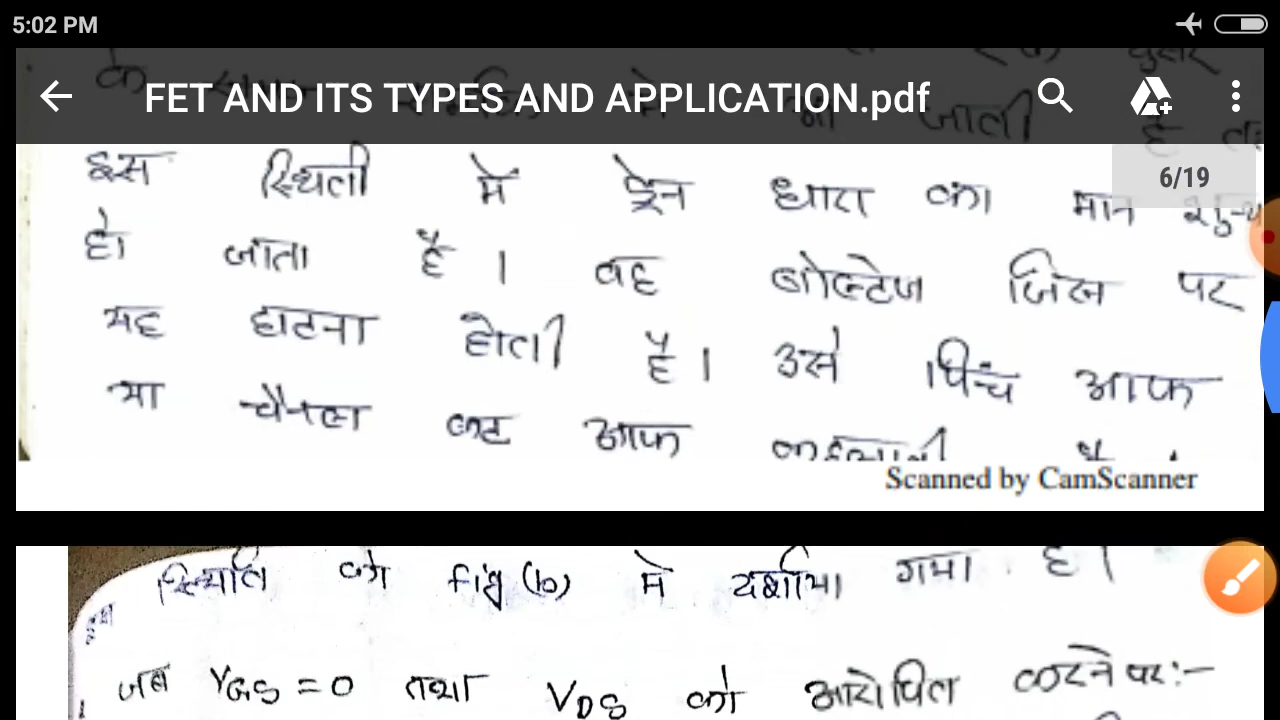 5:02 PM
FET AND ITS TYPES AND APPLICATION.pdf
जाती है
6/19
इस स्थिती में ड्रेन धारा का मान शुन्य
हो जाता है । वह बोल्टेज जिस पर
यह घटना होती है । उसे पिंच आफ
या चैनल कट आफ कहलाती है
Scanned by CamScanner
स्थिति को fig (b) मे दर्शाया गया है ।
जब VGS = 0 तथा VDS को आरोपित करने पर:-